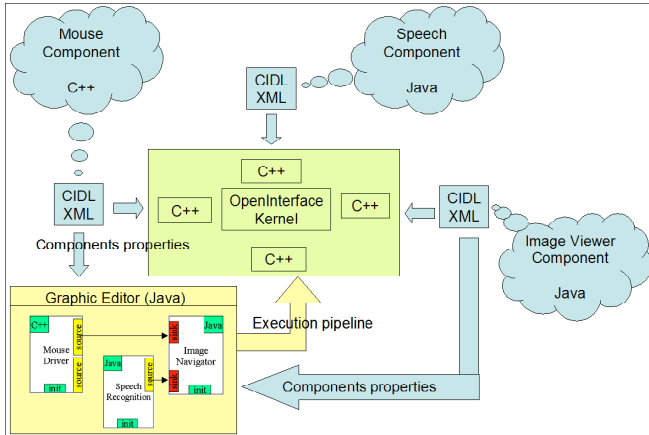 Mouse
Component
C++
Speech
Component
Java
CIDL
XML
C++
CIDL
XML
C++
OpenInterface
Kernel
C++
CIDL
XML
Components properties
C++
Image Viewer
Component
Java
Graphic Editor (Java)
Execution pipeline
C++
source
sink
Java
Mouse
Driver
source
Image
Navigator
Java
source
sink
init
Speech
Recognition
init
init
Components properties